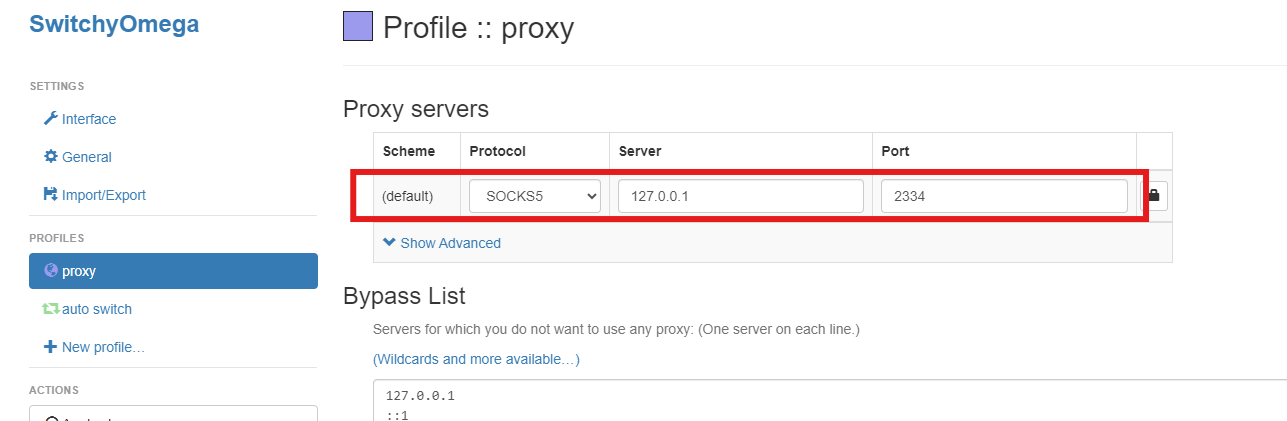 SwitchyOmega
SETTINGS
Interface
General
Import/Export
PROFILES
proxy
auto switch
New profile…
ACTIONS
Profile :: proxy
Proxy servers
Scheme Protocol Server Port
(default) SOCKS5 127.0.0.1 2334
Show Advanced
Bypass List
Servers for which you do not want to use any proxy: (One server on each line.)
(Wildcards and more available…)
127.0.0.1
::1